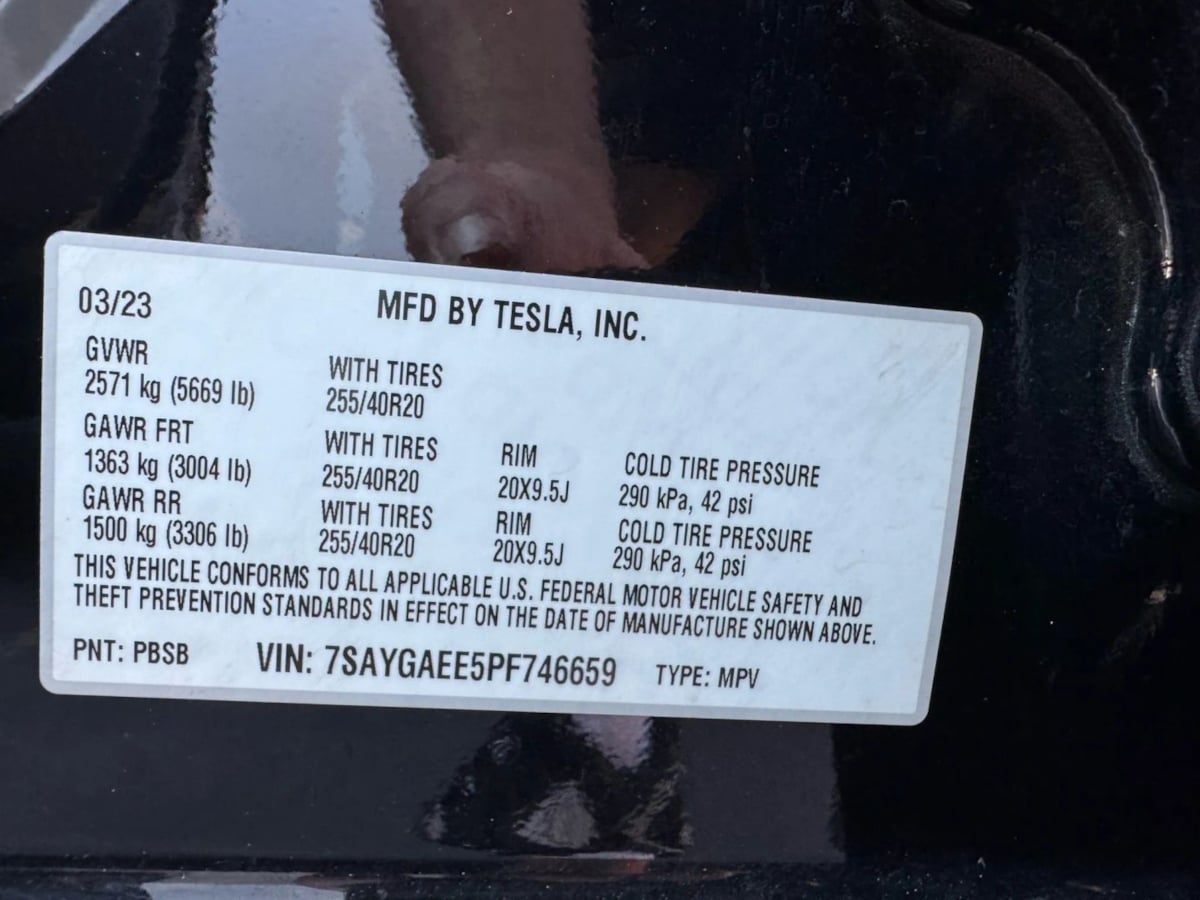 03/23 MFD BY TESLA, INC.
GVWR WITH TIRES
2571 kg (5669 lb) 255/40R20
GAWR FRT WITH TIRES RIM COLD TIRE PRESSURE
1363 kg (3004 lb) 255/40R20 20X9.5J 290 kPa, 42 psi
GAWR RR WITH TIRES RIM COLD TIRE PRESSURE
1500 kg (3306 lb) 255/40R20 20X9.5J 290 kPa, 42 psi
THIS VEHICLE CONFORMS TO ALL APPLICABLE U.S. FEDERAL MOTOR VEHICLE SAFETY AND
THEFT PREVENTION STANDARDS IN EFFECT ON THE DATE OF MANUFACTURE SHOWN ABOVE.
PNT: PBSB VIN: 7SAYGAEE5PF746659 TYPE: MPV